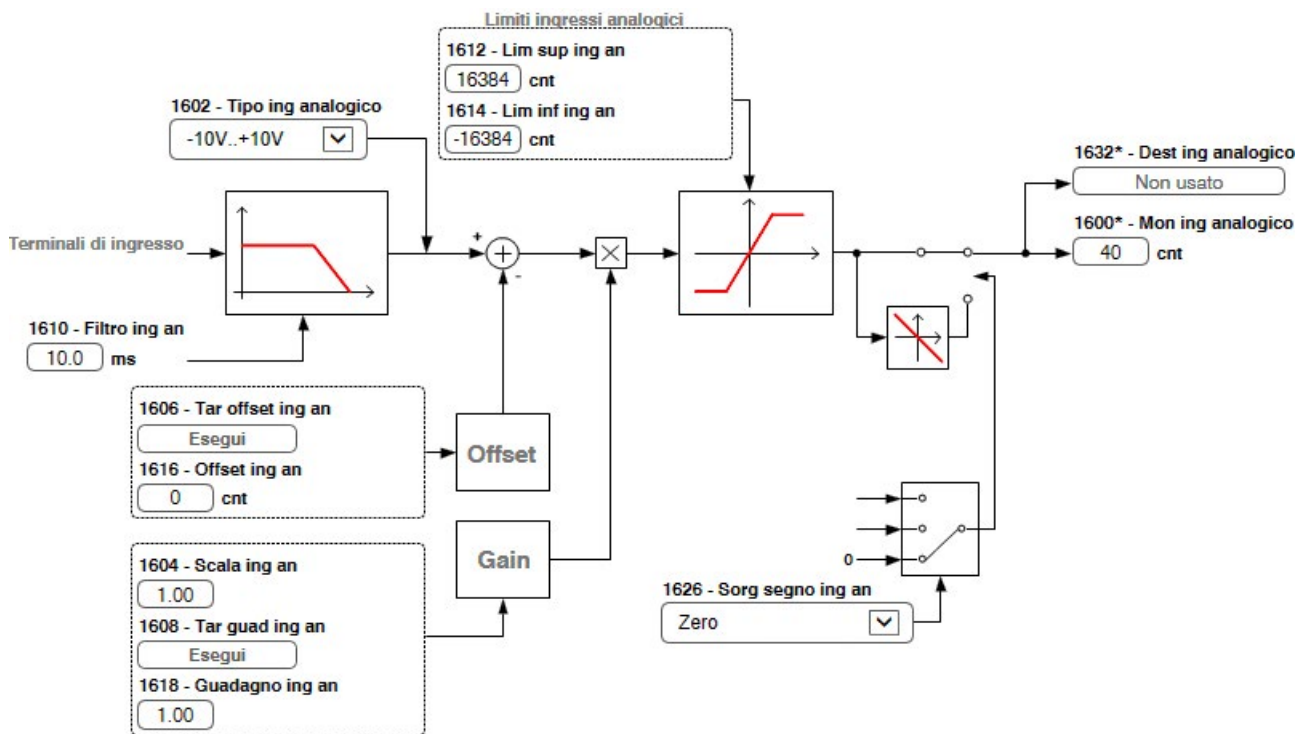 Limiti ingressi analogici
1612 - Lim sup ing an
16384 cnt
1614 - Lim inf ing an
-16384 cnt
1602 - Tipo ing analogico
-10V..+10V
1632* - Dest ing analogico
Non usato
1600* - Mon ing analogico
40 cnt
Terminali di ingresso
+
+
-
1610 - Filtro ing an
10.0 ms
1606 - Tar offset ing an
Esegui
1616 - Offset ing an
0 cnt
Offset
1604 - Scala ing an
1.00
1608 - Tar guad ing an
Esegui
1618 - Guadagno ing an
1.00
Gain
0
1626 - Sorg segno ing an
Zero